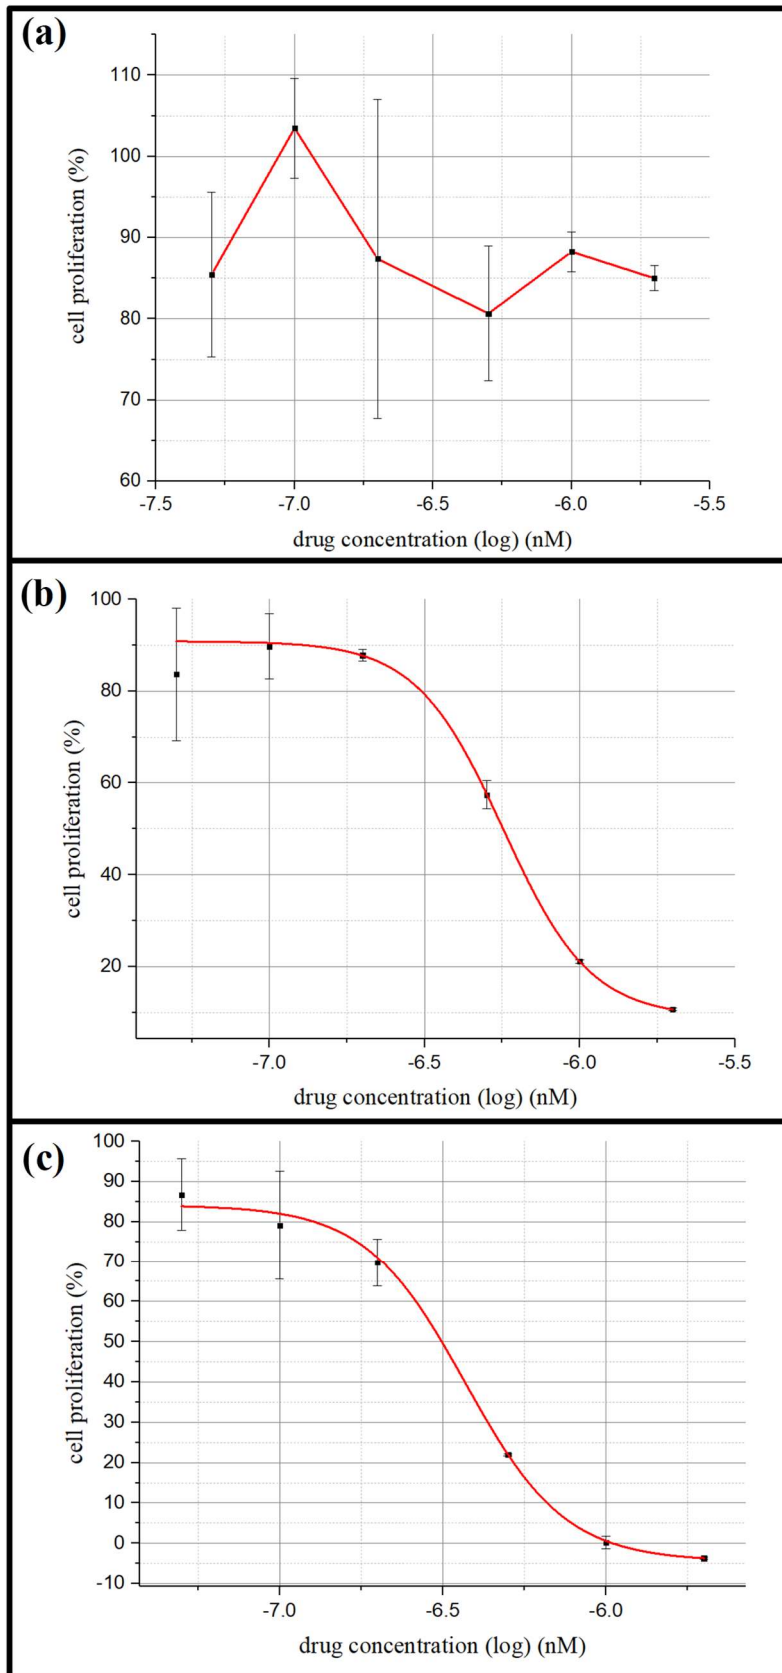 (a)
110
100
90
80
70
60
cell proliferation (%)
-7.5 -7.0 -6.5 -6.0 -5.5
drug concentration (log) (nM)
(b)
100
80
60
40
20
cell proliferation (%)
-7.0 -6.5 -6.0 -5.5
drug concentration (log) (nM)
(c)
100
90
80
70
60
50
40
30
20
10
0
-10
cell proliferation (%)
-7.0 -6.5 -6.0
drug concentration (log) (nM)